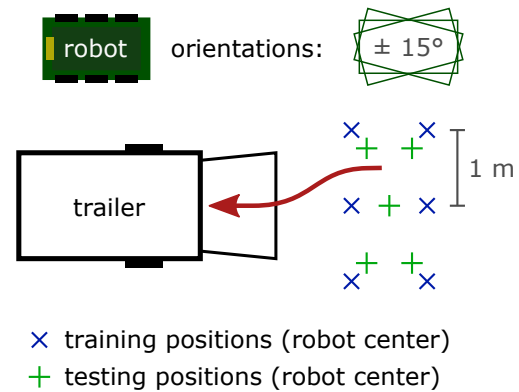 robot orientations: ± 15°
trailer
1 m
training positions (robot center)
testing positions (robot center)